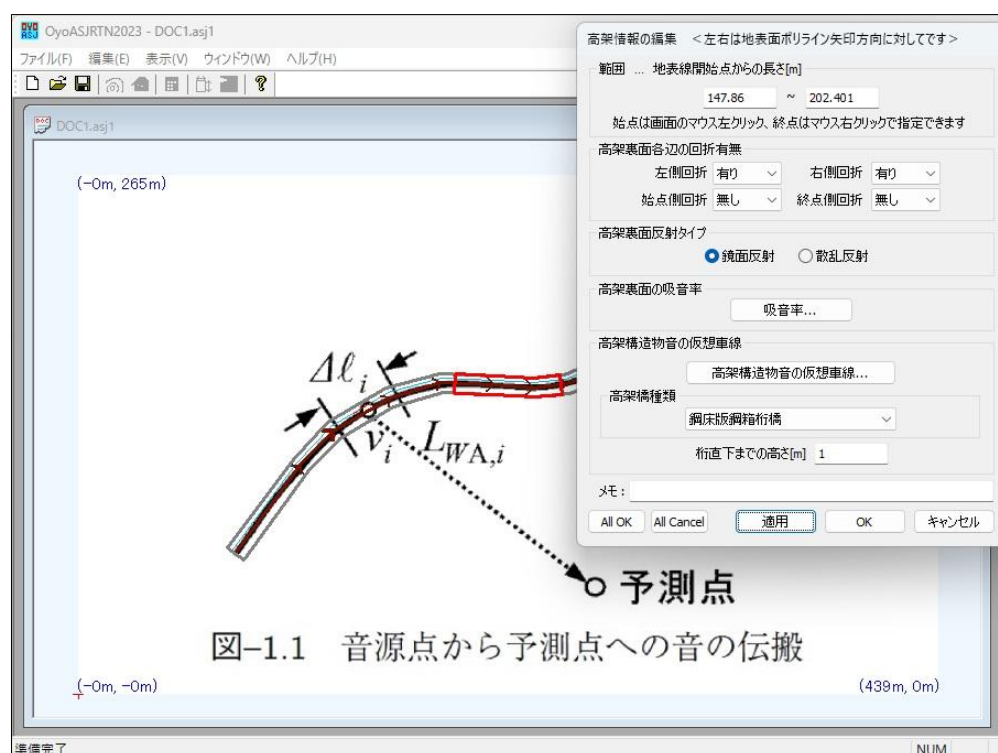 OyoASJRTN2023 - DOC1.asj1
ファイル(F) 編集(E) 表示(V) ウィンドウ(W) ヘルプ(H)
DOC1.asj1
(-0m, 265m)
Δℓi
vi
LWA,i
予測点
図-1.1 音源点から予測点への音の伝搬
(-0m, -0m)
(439m, 0m)
準備完了
NUM
高架情報の編集 <左右は地表面ポリライン矢印方向に対してです>
範囲 ... 地表線開始点からの長さ[m]
147.86 ~ 202.401
始点は画面のマウス左クリック、終点はマウス右クリックで指定できます
高架裏面各辺の回折有無
左側回折 有り 右側回折 有り
始点側回折 無し 終点側回折 無し
高架裏面反射タイプ
鏡面反射 散乱反射
高架裏面の吸音率
吸音率...
高架構造物音の仮想車線
高架構造物音の仮想車線...
高架橋種類
鋼床版鋼箱桁橋
桁直下までの高さ[m] 1
メモ:
All OK All Cancel 適用 OK キャンセル